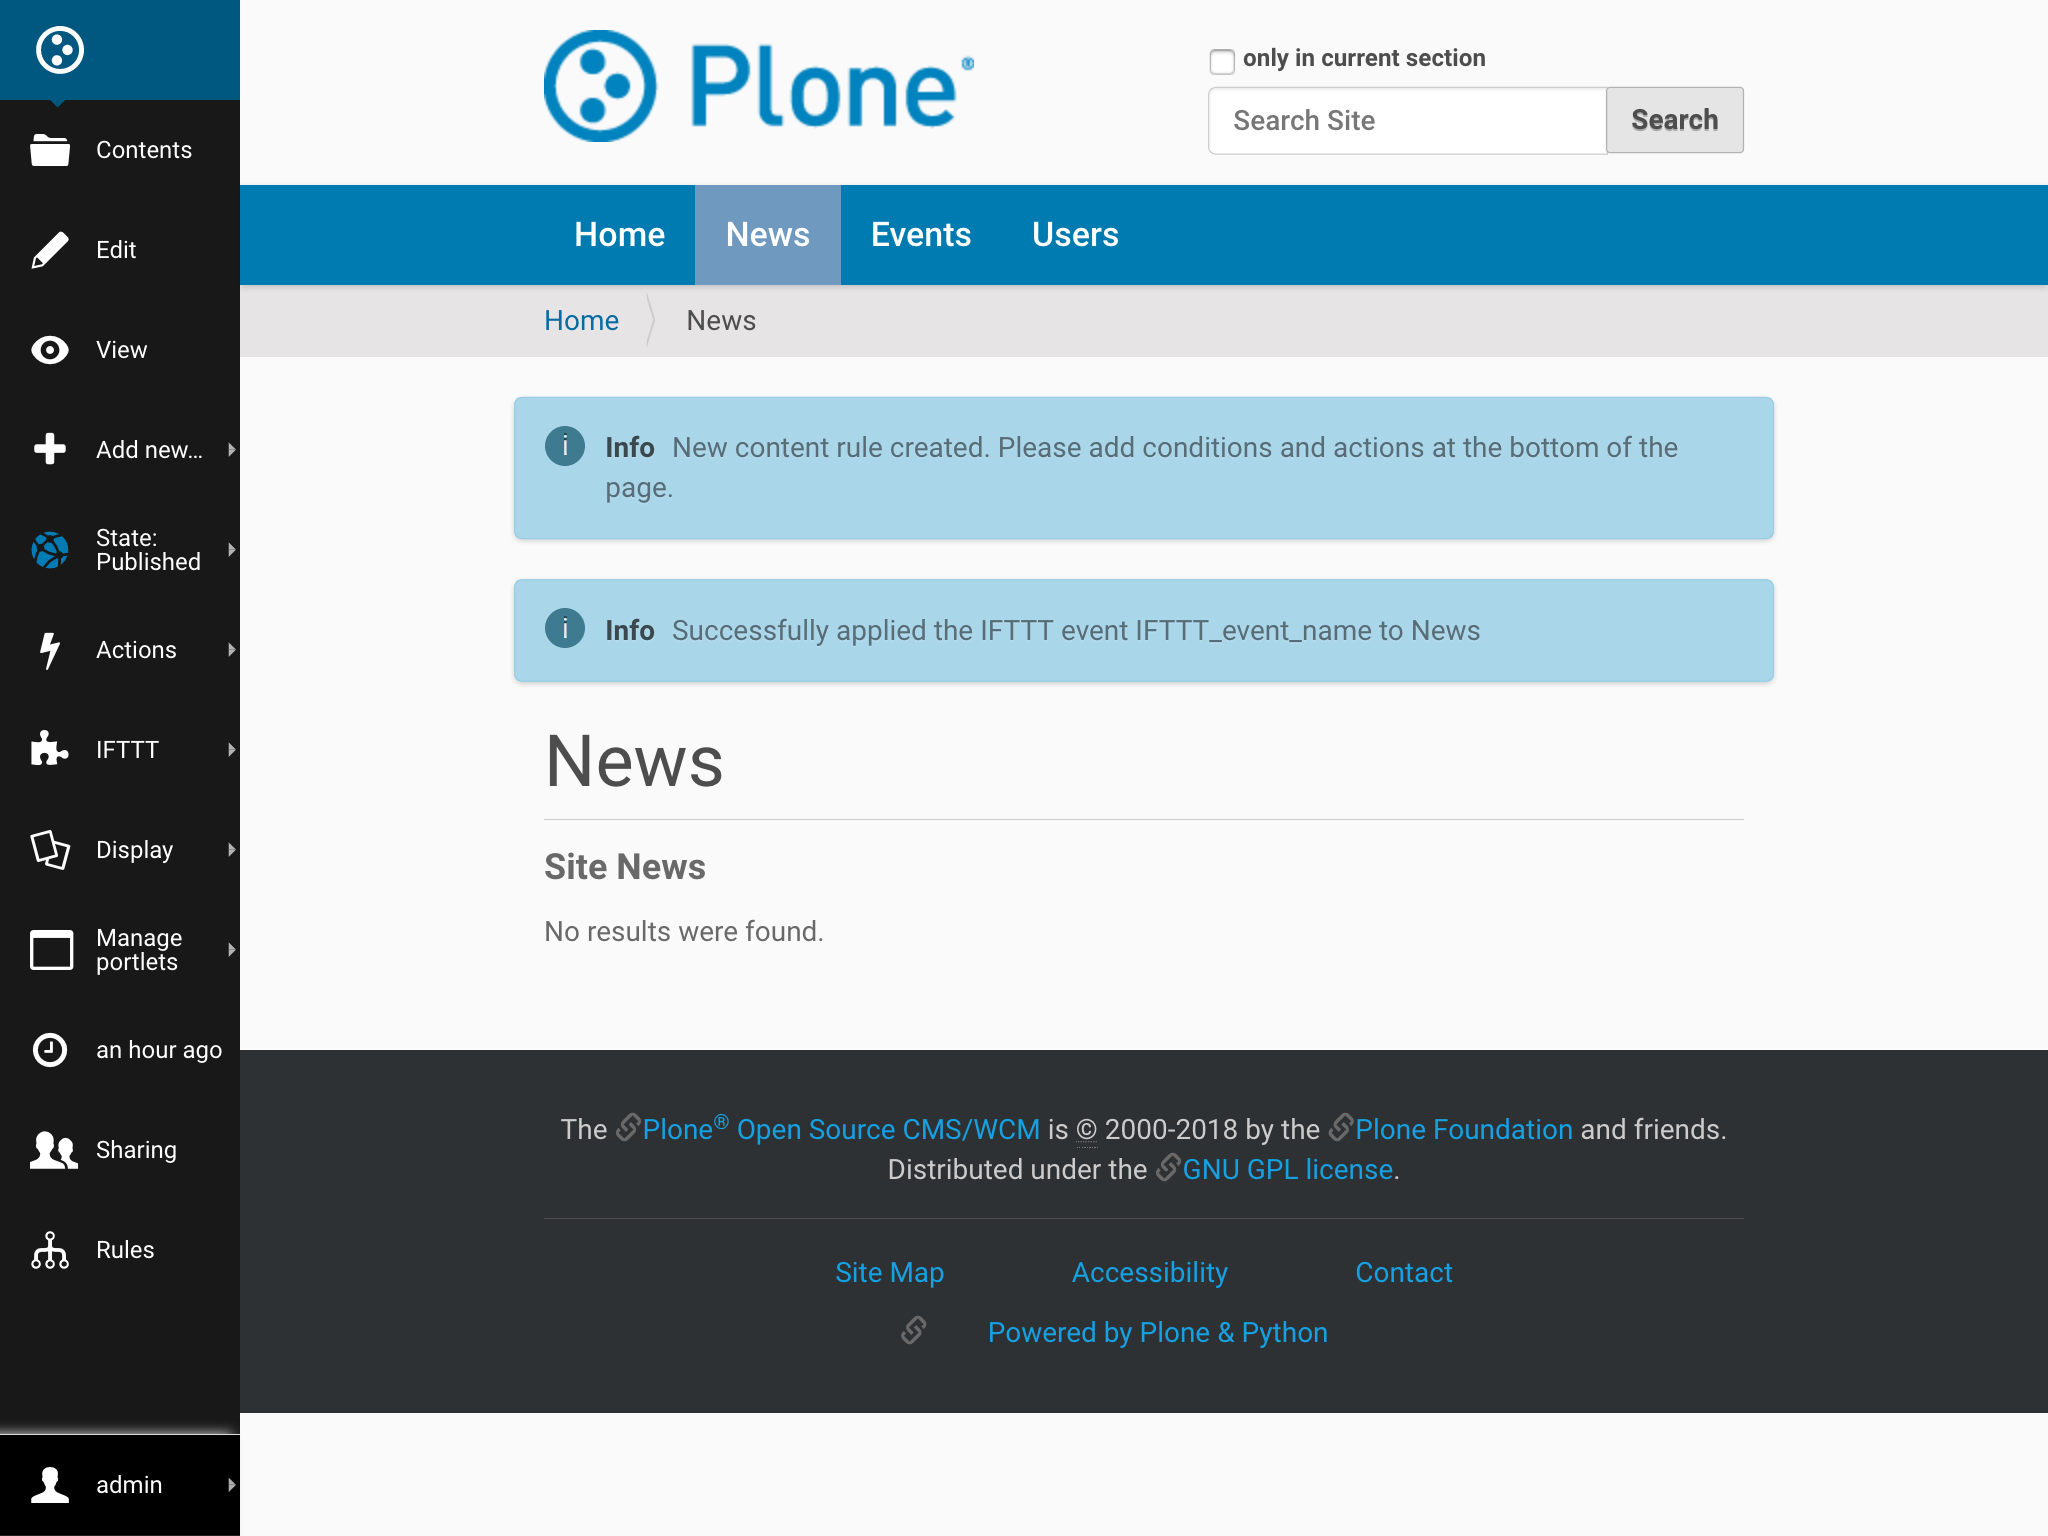 Contents
Edit
View
Add new...
State:
Published
Actions
IFTTT
Display
Manage
portlets
an hour ago
Sharing
Rules
admin
Plone®
only in current section
Search Site
Search
Home
News
Events
Users
Home
News
Info New content rule created. Please add conditions and actions at the bottom of the
page.
Info Successfully applied the IFTTT event IFTTT_event_name to News
News
Site News
No results were found.
The Plone® Open Source CMS/WCM is © 2000-2018 by the Plone Foundation and friends.
Distributed under the GNU GPL license.
Site Map
Accessibility
Contact
Powered by Plone & Python